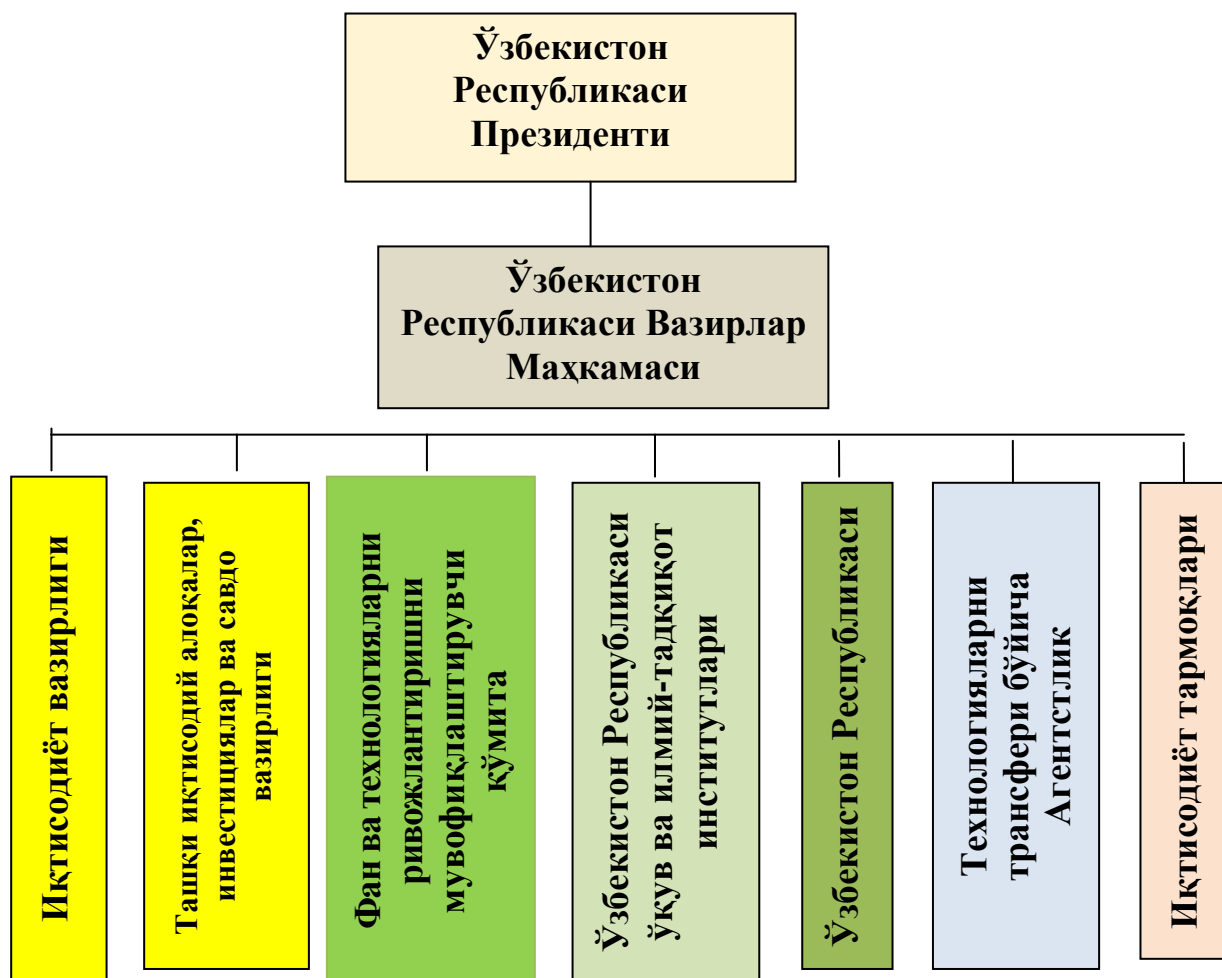 Ўзбекистон
Республикаси
Президенти
Ўзбекистон
Республикаси Вазирлар
Маҳкамаси
Иқтисодиёт вазирлиги
Ташқи иқтисодий алоқалар,
инвестициялар ва савдо
вазирлиги
Фан ва технологияларни
ривожлантиришни
мувофиқлаштирувчи
қўмита
Ўзбекистон Республикаси
ўқув ва илмий-тадқиқот
институтлари
Ўзбекистон Республикаси
Технологияларни
трансфери бўйича
Агентстлик
Иқтисодиёт тармоқлари